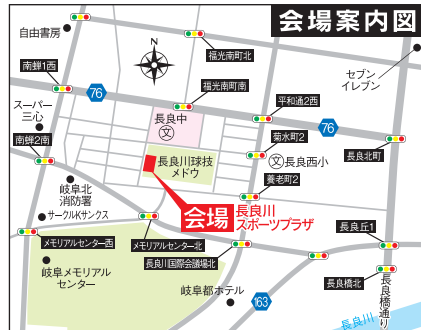 会場案内図
自由書房
福光南町北
N
セブン
イレブン
南蝉1西
76
福光南町南
平和通2西
スーパー
三心
長良中
文
76
菊水町2
南蝉2南
文 長良西小
長良北町
長良川球技
メドウ
養老町2
岐阜北
消防署
サークルKサンクス
会場
長良川
スポーツプラザ
メモリアルセンター西
メモリアルセンター北
長良丘1
長良川国際会議場北
岐阜メモリアル
センター
長良橋北
岐阜都ホテル
163
長良橋通り
長良川